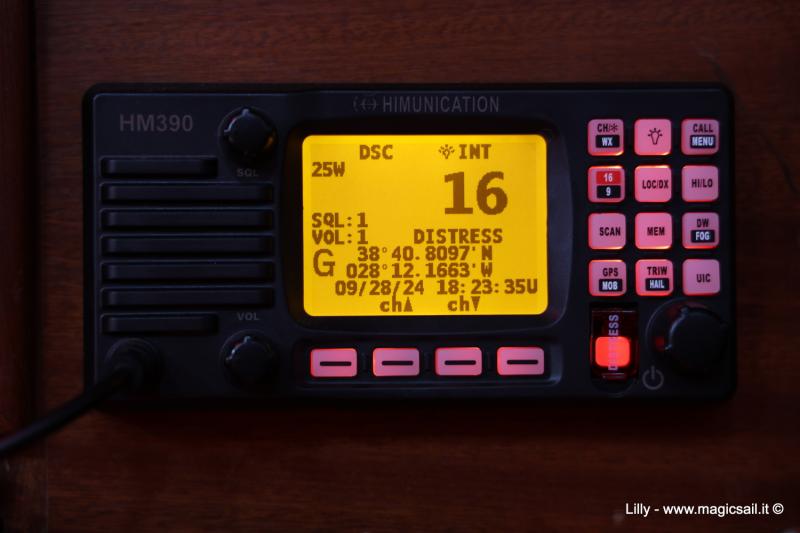 HIMUNICATION
HM390
SQL
VOL
DSC INT
25W
16
SQL:1
VOL:1 DISTRESS
G 38°40.8097'N
028°12.1663'W
09/28/24 18:23:35U
ch▲ ch▼
CH/* WX
CALL MENU
16 9
LOC/DX
HI/LO
SCAN
MEM
DW FOG
GPS MOB
TRIW HAIL
UIC
DISTRESS
Lilly - www.magicsail.it ©